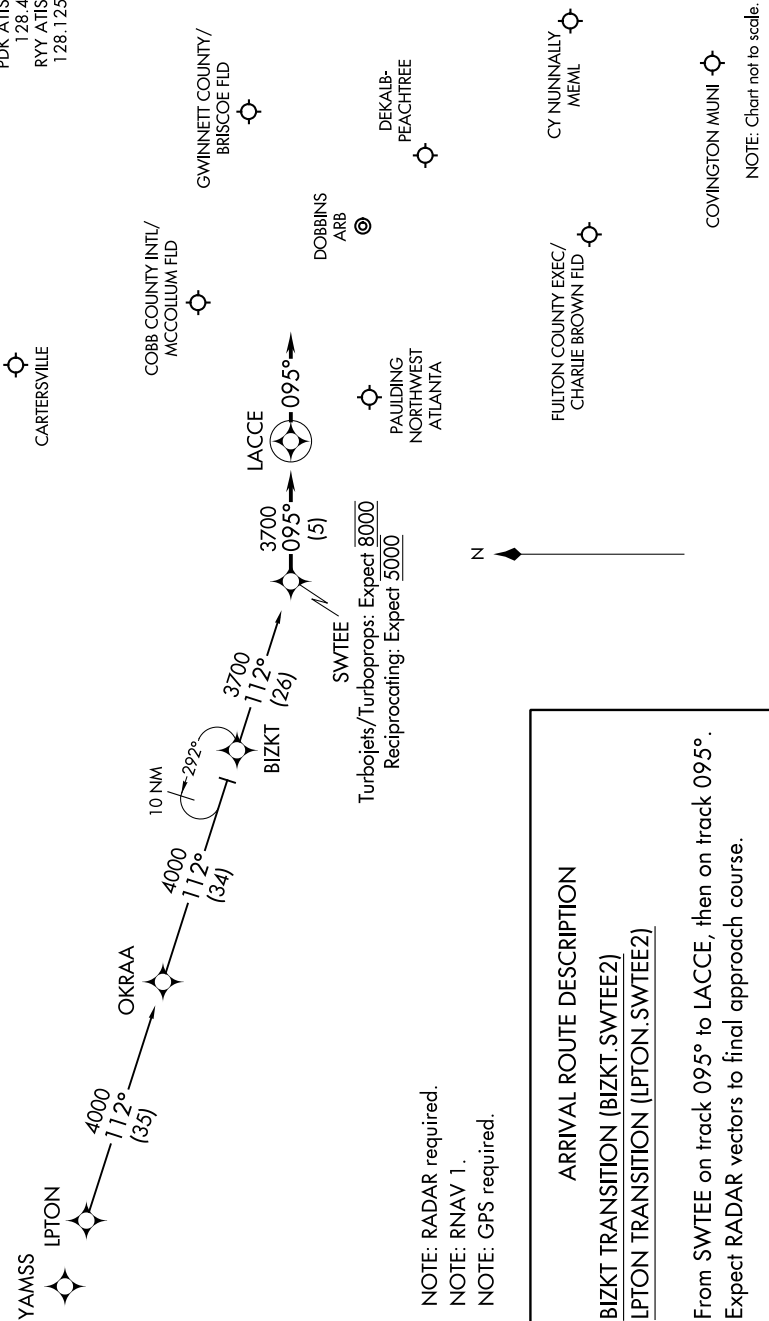 PDK ATIS
128.4
RYY ATIS
128.125
GWINNETT COUNTY/
BRISCOE FLD
DEKALB-
PEACHTREE
CY NUNNALLY
MEML
COVINGTON MUNI
NOTE: Chart not to scale.
COBB COUNTY INTL/
MCCOLLUM FLD
DOBBINS
ARB
FULTON COUNTY EXEC/
CHARLIE BROWN FLD
CARTERSVILLE
PAULDING
NORTHWEST
ATLANTA
LACCE
095°
3700
095°
(5)
SWTEE
Turbojets/Turboprops: Expect 8000
Reciprocating: Expect 5000
N
3700
112°
(26)
BIZKT
10 NM
292°
4000
112°
(34)
OKRAA
4000
112°
(35)
LPTON
YAMSS
NOTE: RADAR required.
NOTE: RNAV 1.
NOTE: GPS required.
ARRIVAL ROUTE DESCRIPTION
BIZKT TRANSITION (BIZKT.SWTEE2)
LPTON TRANSITION (LPTON.SWTEE2)
From SWTEE on track 095° to LACCE, then on track 095°.
Expect RADAR vectors to final approach course.